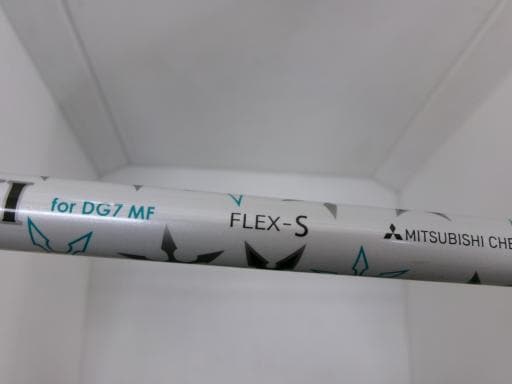 I for DG7 MF FLEX-S MITSUBISHI CHE